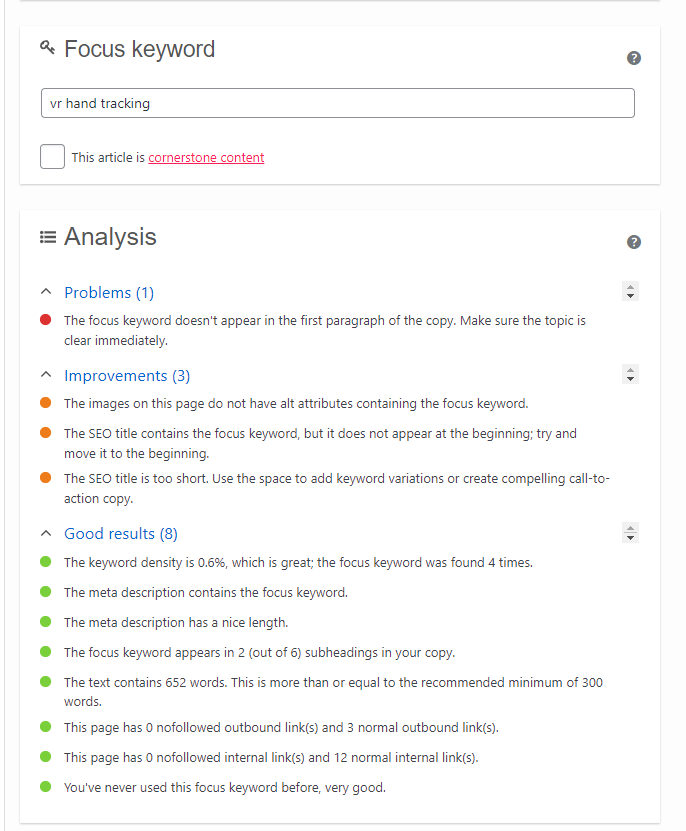 Focus keyword
?
vr hand tracking
This article is cornerstone content
Analysis
?
Problems (1)
The focus keyword doesn't appear in the first paragraph of the copy. Make sure the topic is
clear immediately.
Improvements (3)
The images on this page do not have alt attributes containing the focus keyword.
The SEO title contains the focus keyword, but it does not appear at the beginning; try and
move it to the beginning.
The SEO title is too short. Use the space to add keyword variations or create compelling call-to-
action copy.
Good results (8)
The keyword density is 0.6%, which is great; the focus keyword was found 4 times.
The meta description contains the focus keyword.
The meta description has a nice length.
The focus keyword appears in 2 (out of 6) subheadings in your copy.
The text contains 652 words. This is more than or equal to the recommended minimum of 300
words.
This page has 0 nofollowed outbound link(s) and 3 normal outbound link(s).
This page has 0 nofollowed internal link(s) and 12 normal internal link(s).
You've never used this focus keyword before, very good.